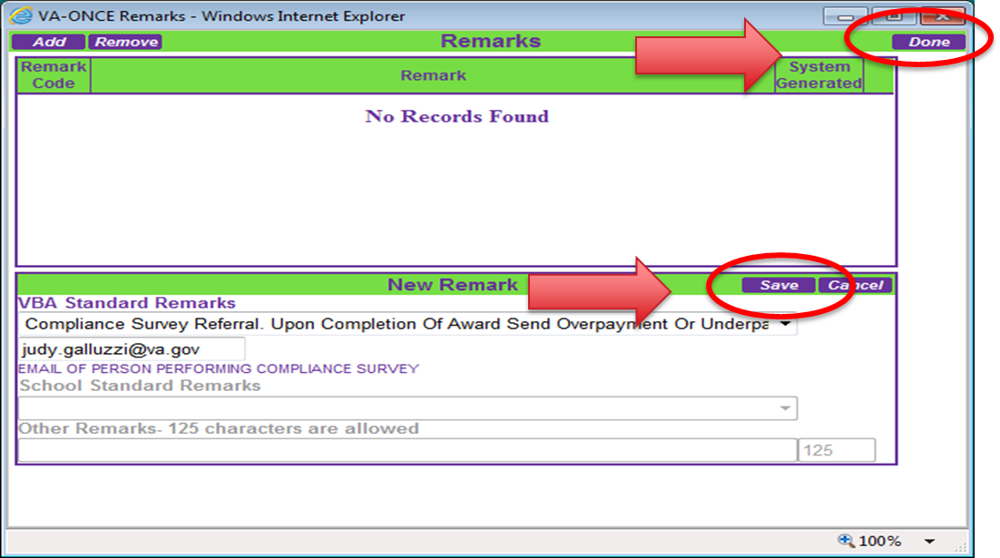 VA-ONCE Remarks - Windows Internet Explorer
Add Remove Remarks Done
Remark Code Remark System Generated
No Records Found
New Remark Save Cancel
VBA Standard Remarks
Compliance Survey Referral. Upon Completion Of Award Send Overpayment Or Underpa
judy.galluzzi@va.gov
EMAIL OF PERSON PERFORMING COMPLIANCE SURVEY
School Standard Remarks
Other Remarks- 125 characters are allowed
125
100%